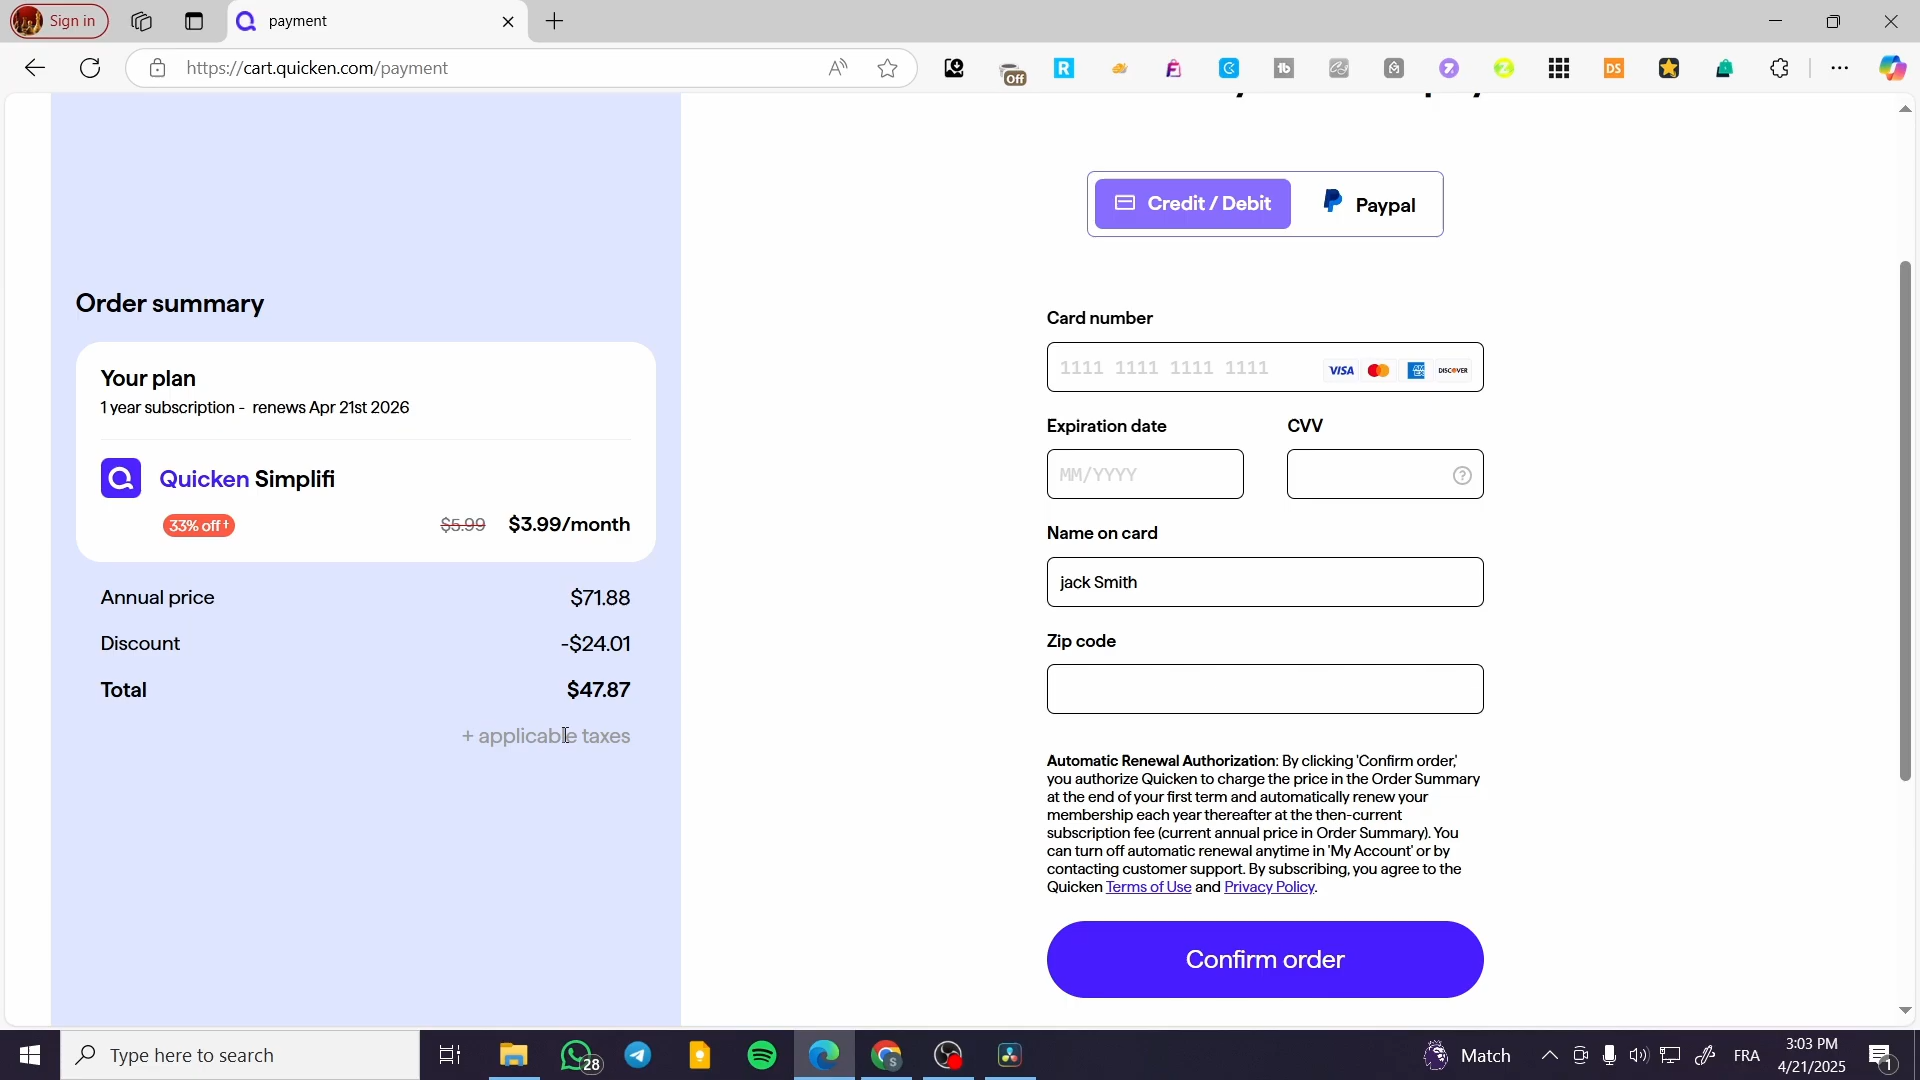 Sign in
payment
https://cart.quicken.com/payment
Off
Credit / Debit
Paypal
Order summary
Your plan
1 year subscription - renews Apr 21st 2026
Quicken Simplifi
33% off†
$5.99 $3.99/month
Annual price $71.88
Discount -$24.01
Total $47.87
+ applicable taxes
Card number
1111 1111 1111 1111
VISA
DISCOVER
Expiration date
CVV
MM/YYYY
Name on card
jack Smith
Zip code
Automatic Renewal Authorization: By clicking 'Confirm order,'
you authorize Quicken to charge the price in the Order Summary
at the end of your first term and automatically renew your
membership each year thereafter at the then-current
subscription fee (current annual price in Order Summary). You
can turn off automatic renewal anytime in 'My Account' or by
contacting customer support. By subscribing, you agree to the
Quicken Terms of Use and Privacy Policy.
Confirm order
Type here to search
28
Match
FRA
3:03 PM
4/21/2025
1